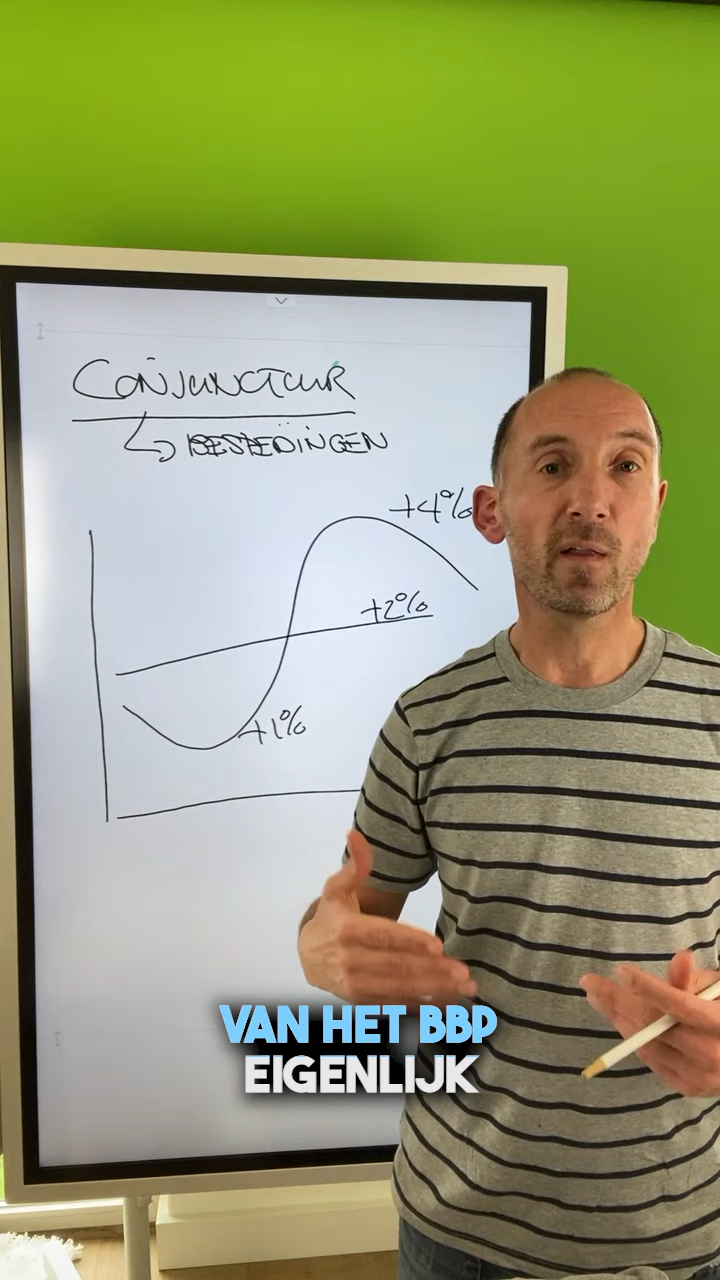 CONJUNCTUUR
BESTEDINGEN
+4%
+2%
+1%
VAN HET BBP
EIGENLIJK